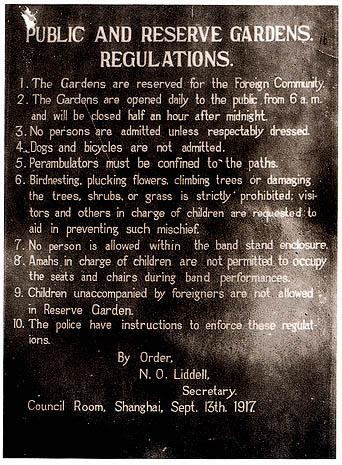 PUBLIC AND RESERVE GARDENS.
REGULATIONS.
1. The Gardens are reserved for the Foreign Community.
2. The Gardens are opened daily to the public from 6 a.m.
and will be closed half an hour after midnight.
3. No persons are admitted unless respectably dressed.
4. Dogs and bicycles are not admitted.
5. Perambulators must be confined to the paths.
6. Birdnesting, plucking flowers, climbing trees or damaging
the trees, shrubs, or grass is strictly prohibited; visi-
tors and others in charge of children are requested to
aid in preventing such mischief.
7. No person is allowed within the band stand enclosure.
8. Amahs in charge of children are not permitted to occupy
the seats and chairs during band performances.
9. Children unaccompanied by foreigners are not allowed
in Reserve Garden.
10. The police have instructions to enforce these regulat-
ions.
By Order,
N. O. Liddell,
Secretary.
Council Room, Shanghai, Sept. 13th. 1917.